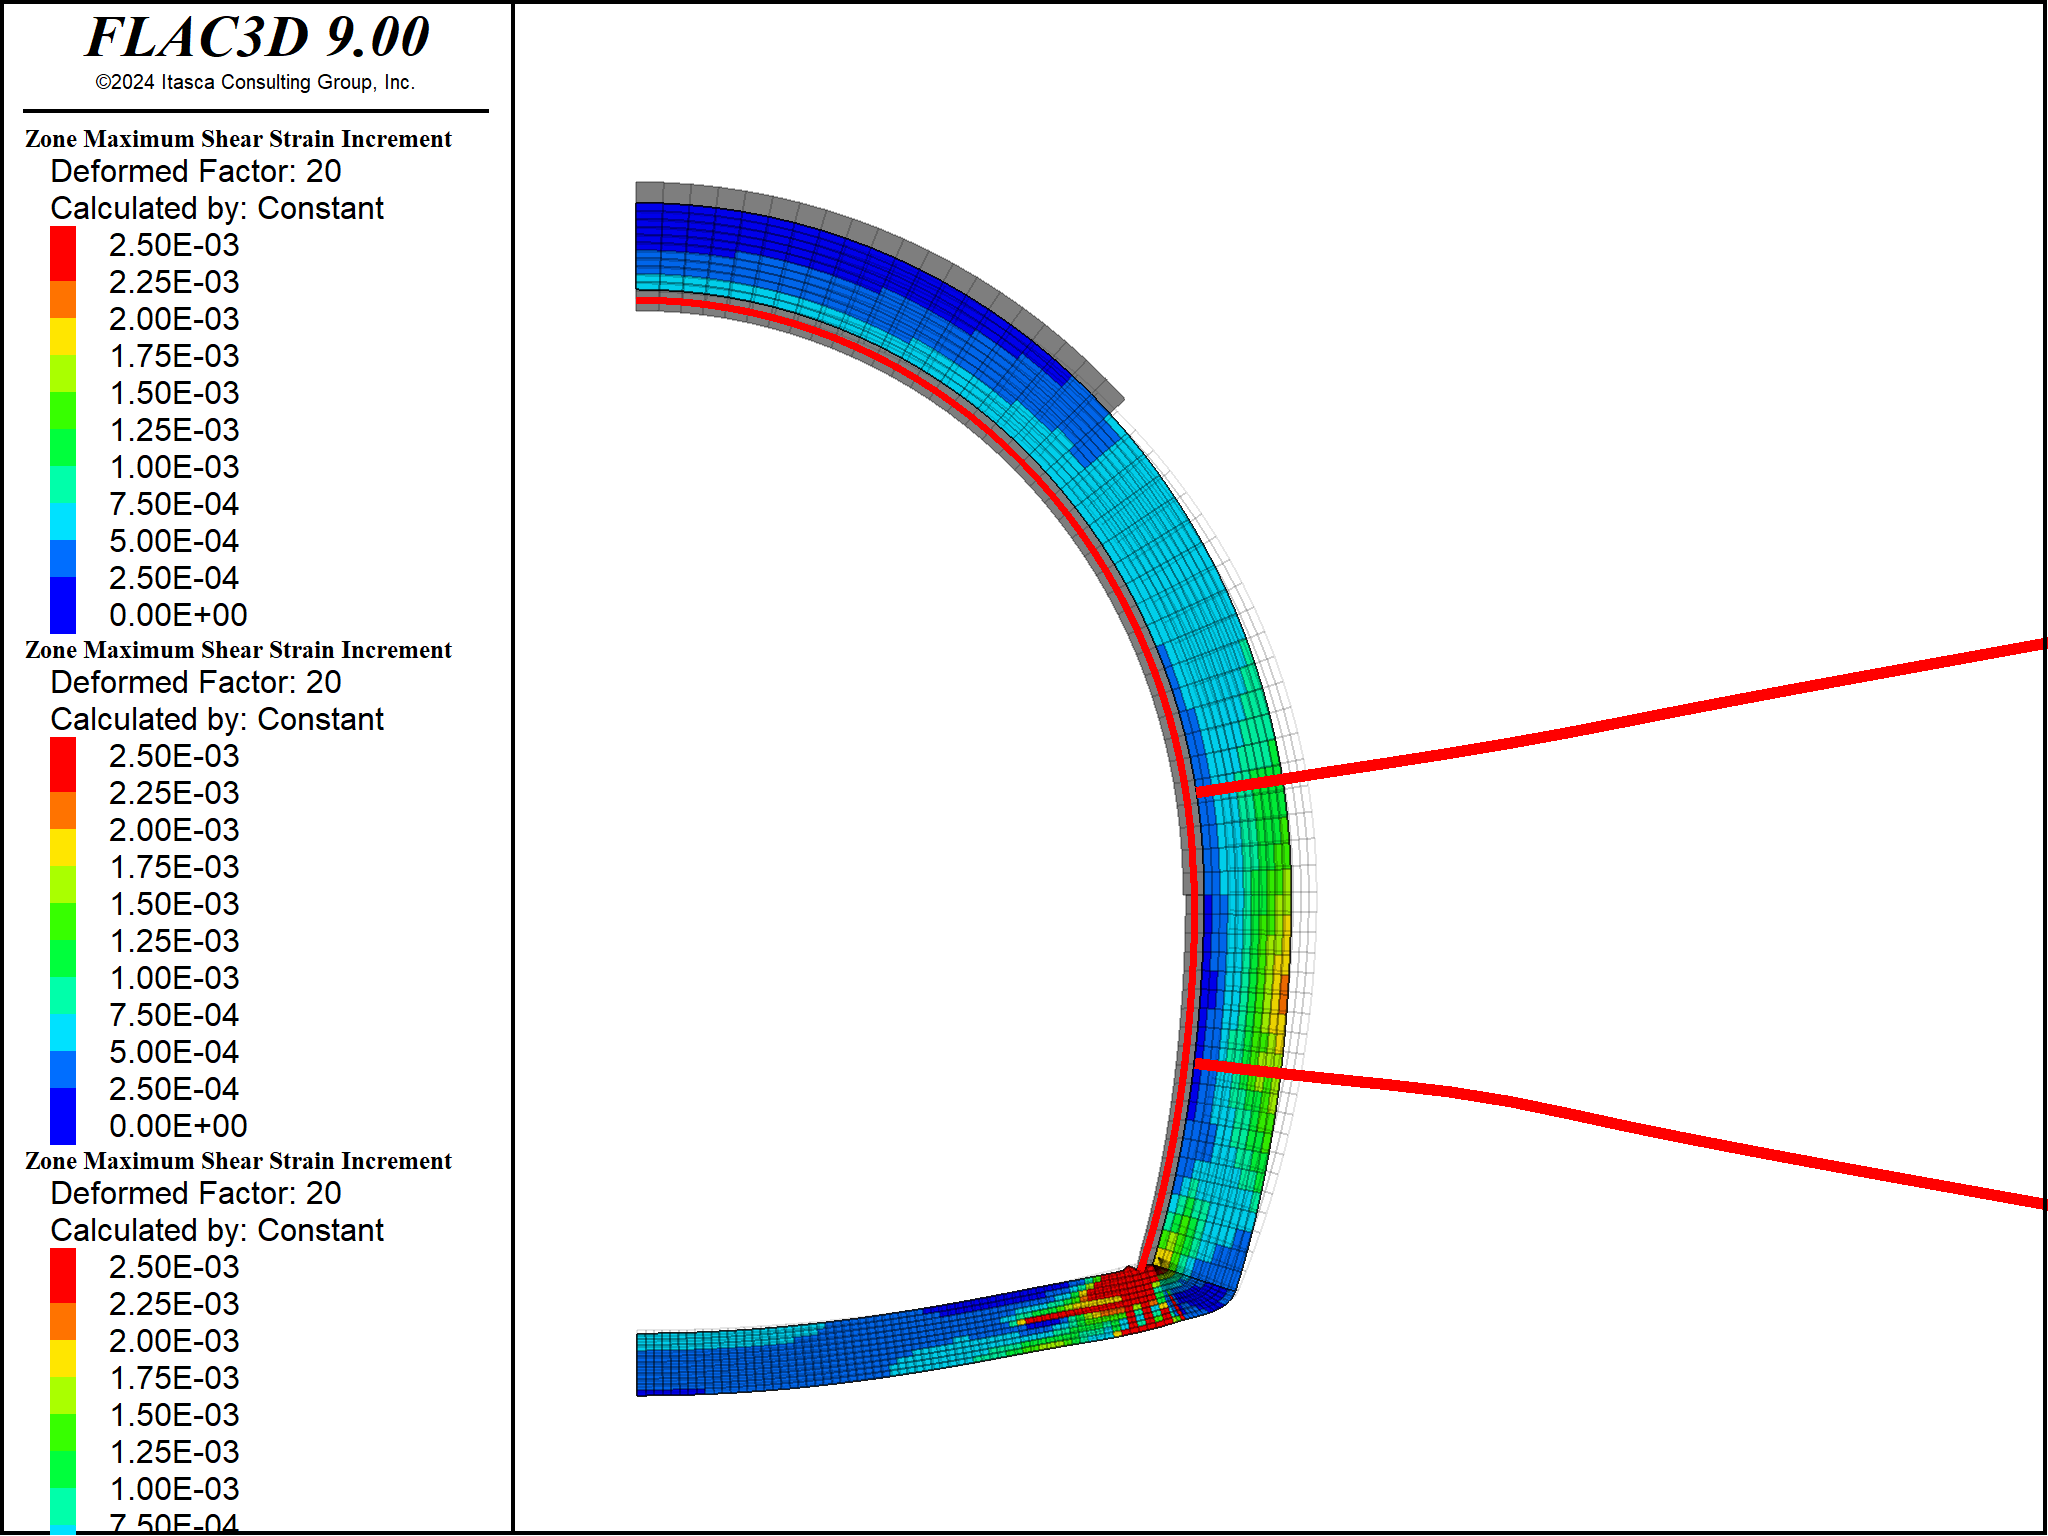 FLAC3D 9.00
©2024 Itasca Consulting Group, Inc.
Zone Maximum Shear Strain Increment
Deformed Factor: 20
Calculated by: Constant
2.50E-03
2.25E-03
2.00E-03
1.75E-03
1.50E-03
1.25E-03
1.00E-03
7.50E-04
5.00E-04
2.50E-04
0.00E+00
Zone Maximum Shear Strain Increment
Deformed Factor: 20
Calculated by: Constant
2.50E-03
2.25E-03
2.00E-03
1.75E-03
1.50E-03
1.25E-03
1.00E-03
7.50E-04
5.00E-04
2.50E-04
0.00E+00
Zone Maximum Shear Strain Increment
Deformed Factor: 20
Calculated by: Constant
2.50E-03
2.25E-03
2.00E-03
1.75E-03
1.50E-03
1.25E-03
1.00E-03
7.50E-04